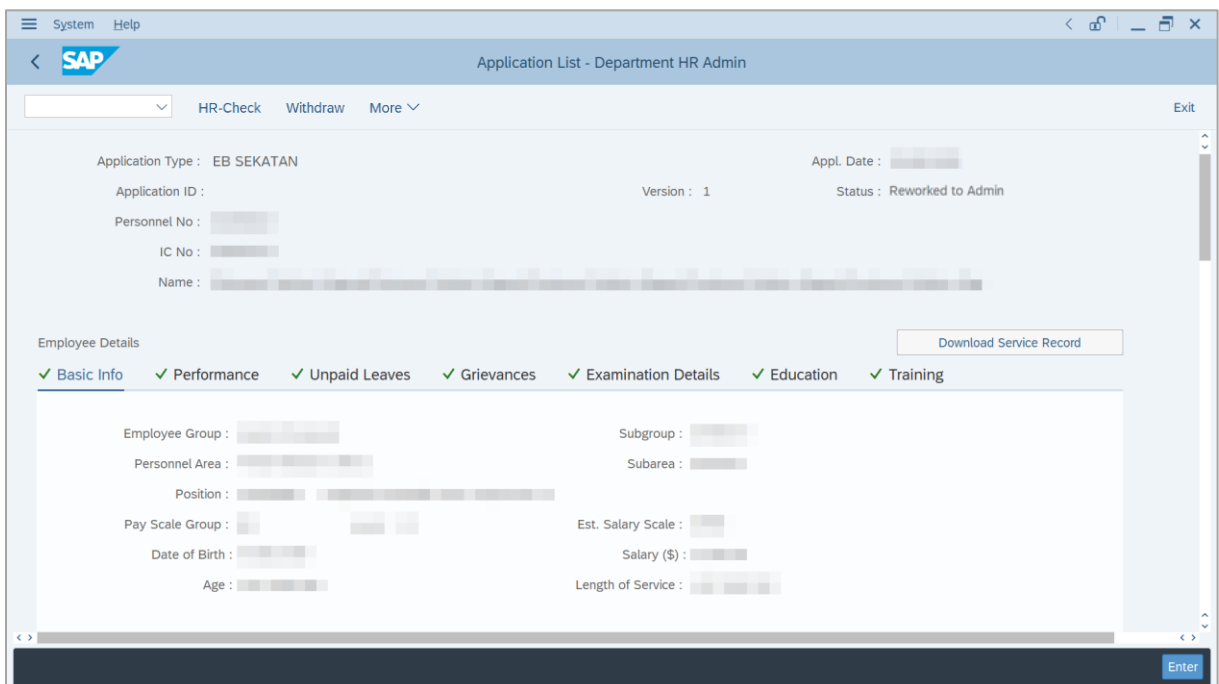 System Help
SAP Application List - Department HR Admin
HR-Check Withdraw More Exit
Application Type : EB SEKATAN Appl. Date :
Application ID : Version : 1 Status : Reworked to Admin
Personnel No :
IC No :
Name :
Employee Details Download Service Record
Basic Info Performance Unpaid Leaves Grievances Examination Details Education Training
Employee Group : Subgroup :
Personnel Area : Subarea :
Position :
Pay Scale Group : Est. Salary Scale :
Date of Birth : Salary ($) :
Age : Length of Service :
Enter